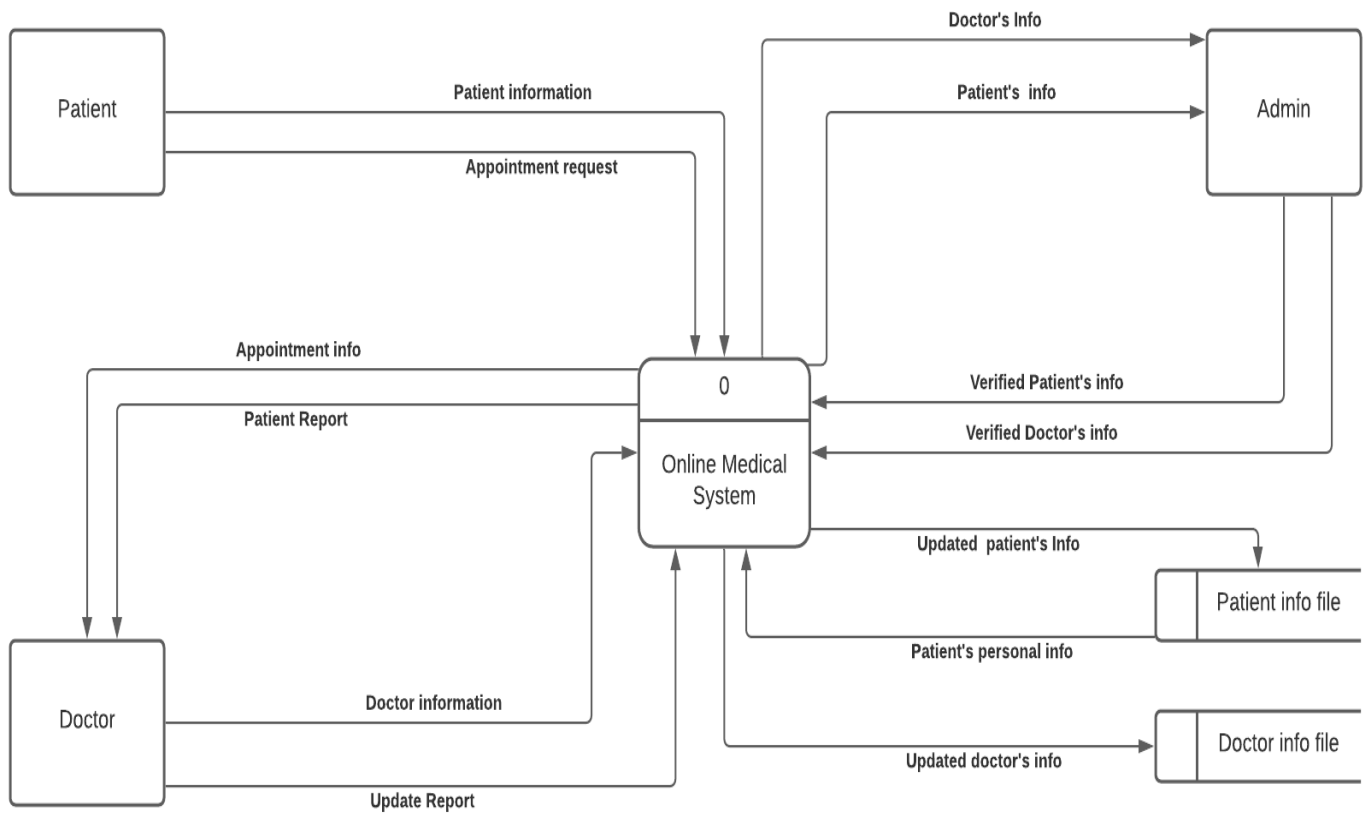 Doctor's Info
Patient information
Patient's  info
Patient
Admin
Appointment request
Appointment info
0
Verified Patient's info
Patient Report
Verified Doctor's info
Online Medical
System
Updated  patient's Info
Patient info file
Patient's personal info
Doctor information
Doctor
Doctor info file
Updated doctor's info
Update Report